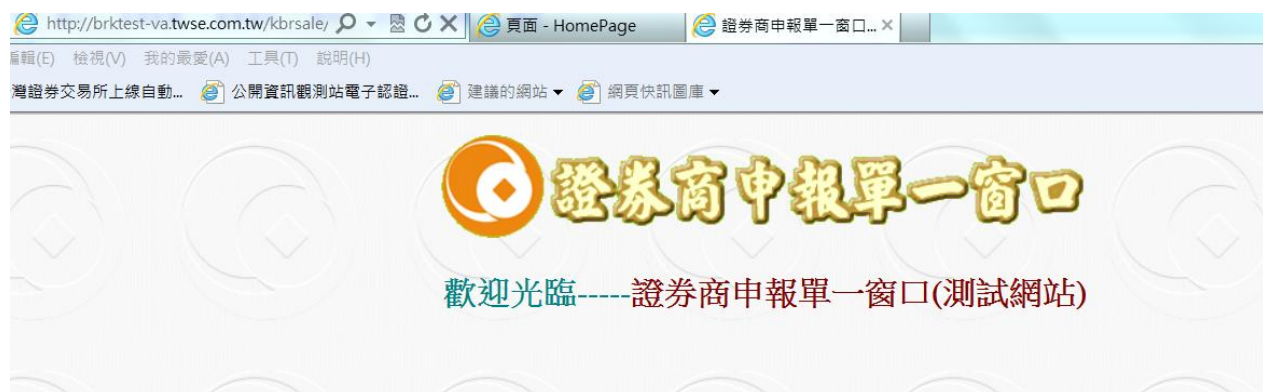 http://brktest-va.twse.com.tw/kbrsale/ 頁面 - HomePage 證券商申報單一窗口...
編輯(E) 檢視(V) 我的最愛(A) 工具(T) 說明(H)
灣證券交易所上線自動... 公開資訊觀測站電子認證... 建議的網站 網頁快訊圖庫
證券商申報單一窗口
歡迎光臨-----證券商申報單一窗口(測試網站)